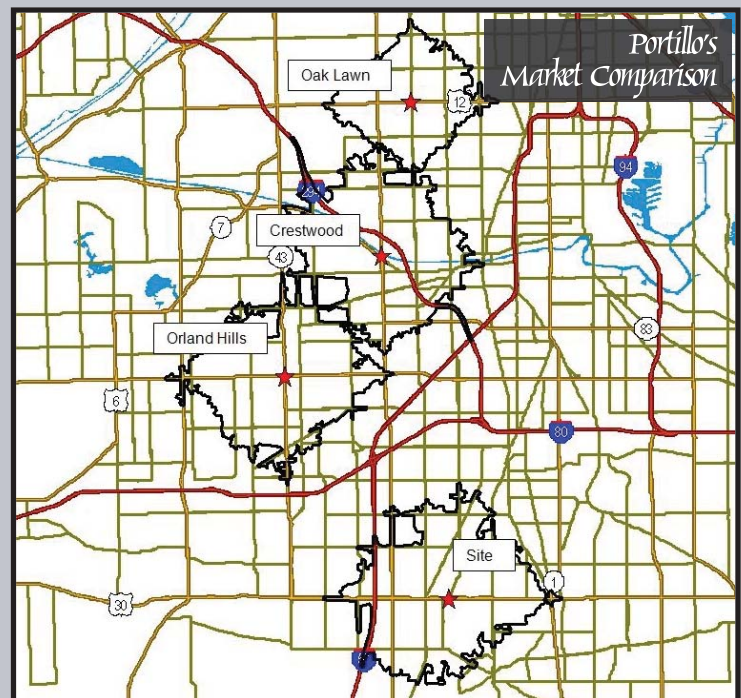 Portillo's
Market Comparison
Oak Lawn
12
94
294
7
Crestwood
43
83
Orland Hills
6
80
Site
1
30